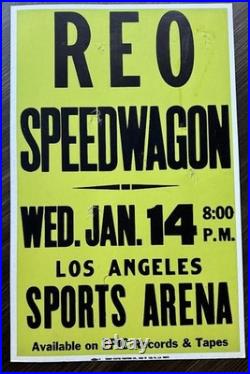 REO
SPEEDWAGON
WED. JAN. 14 8:00 P.M.
LOS ANGELES
SPORTS ARENA
Available on Records & Tapes